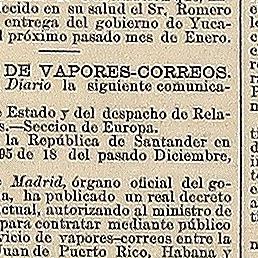 ecido en su salud el Sr. Romero
entrega del gobierno de Yuca-
l próximo pasado mes de Enero.
DE VAPORES-CORREOS.
Diario la siguiente comunica-
e Estado y del despacho de Rela-
s.—Seccion de Europa.
la República de Santander en
95 de 18 del pasado Diciembre,
e Madrid, órgano oficial del go-
a, ha publicado un real decreto
ctual, autorizando al ministro de
para contratar mediante público
vicio de vapores-correos entre la
Juan de Puerto Rico, Habana y